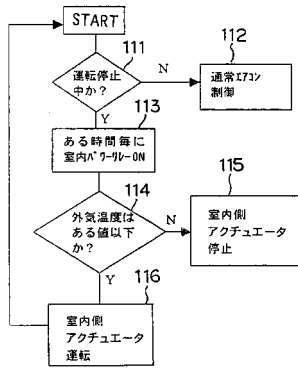 START
111
運転停止
中か?
N
Y
112
通常ｴｱｺﾝ
制御
113
ある時間毎に
室内ﾊﾟﾜｰﾘﾚｰON
114
外気温度は
ある値以下
か?
N
Y
115
室内側
アクチュエータ
停止
116
室内側
アクチュエータ
運転